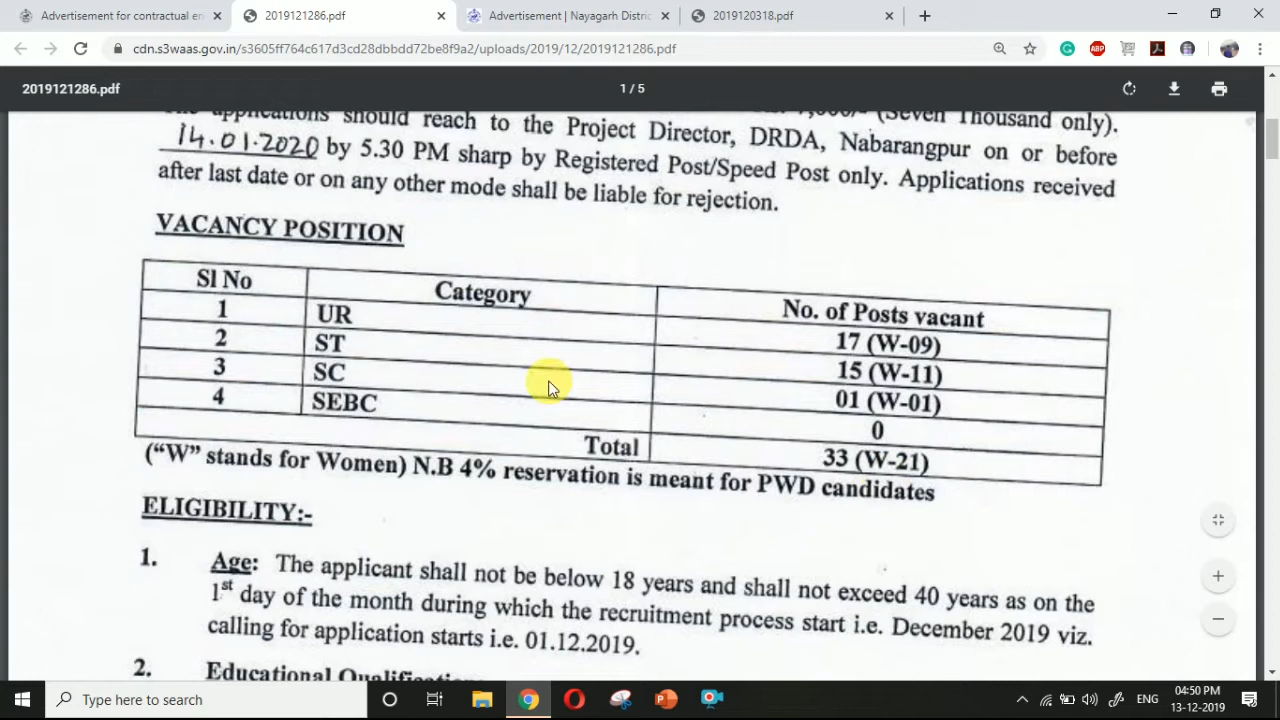 Advertisement for contractual en
2019121286.pdf
Advertisement | Nayagarh Distric
2019120318.pdf
cdn.s3waas.gov.in/s3605ff764c617d3cd28dbbdd72be8f9a2/uploads/2019/12/2019121286.pdf
ABP
2019121286.pdf
1 / 5
applications should reach to the Project Director, DRDA, Nabarangpur on or before
(Seven Thousand only).
14.01.2020 by 5.30 PM sharp by Registered Post/Speed Post only. Applications received
after last date or on any other mode shall be liable for rejection.
VACANCY POSITION
Sl No Category No. of Posts vacant
1 UR 17 (W-09)
2 ST 15 (W-11)
3 SC 01 (W-01)
4 SEBC 0
Total 33 (W-21)
("W" stands for Women) N.B 4% reservation is meant for PWD candidates
ELIGIBILITY:-
1. Age: The applicant shall not be below 18 years and shall not exceed 40 years as on the
1st day of the month during which the recruitment process start i.e. December 2019 viz.
calling for application starts i.e. 01.12.2019.
2. Educational Qualific
Type here to search
ENG
04:50 PM
13-12-2019